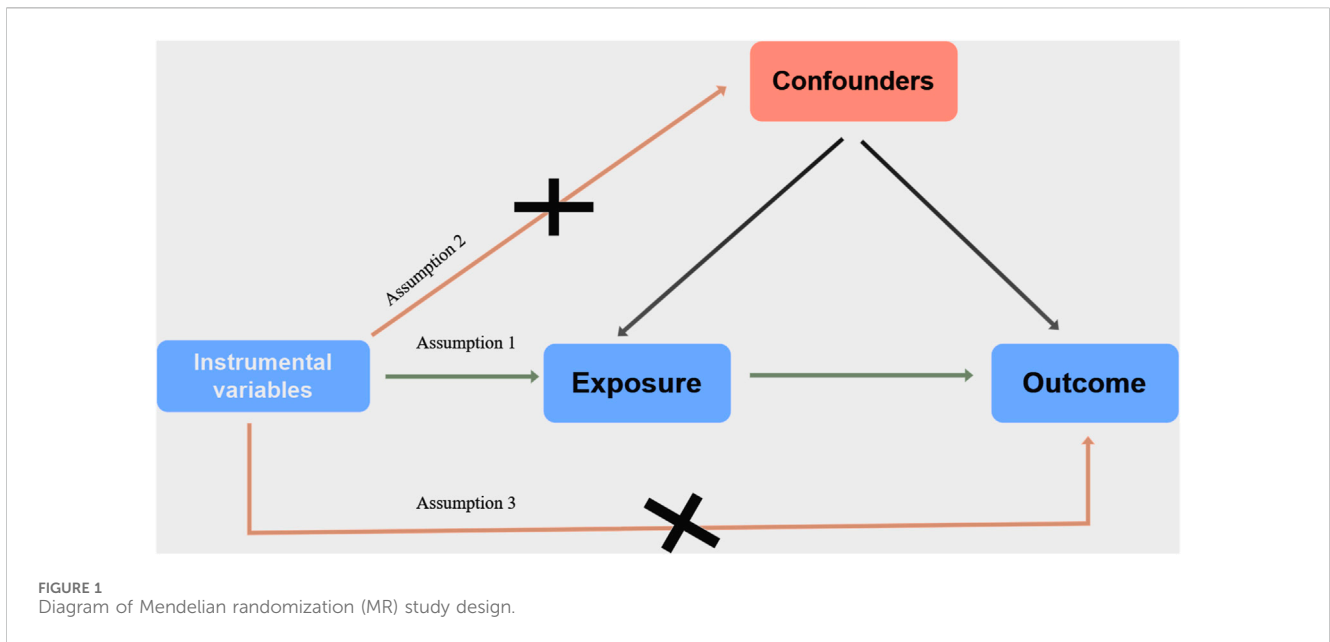 Confounders
Assumption 2
Assumption 1
Instrumental
variables
Exposure
Outcome
Assumption 3
FIGURE 1
Diagram of Mendelian randomization (MR) study design.